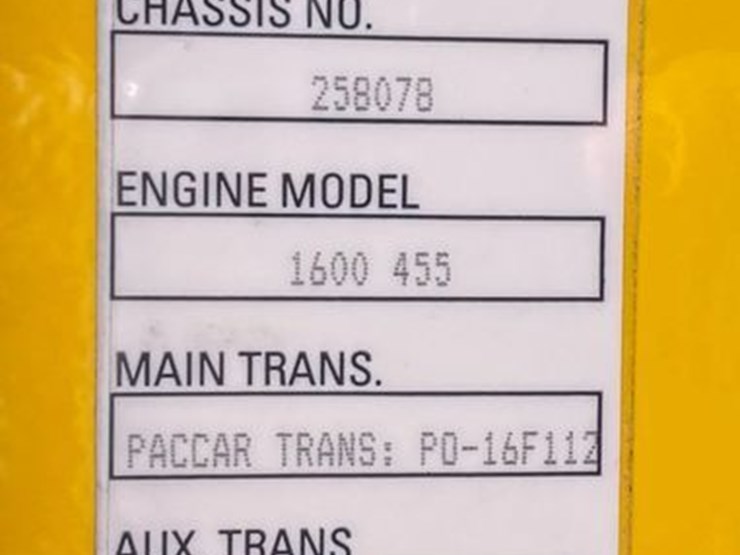 CHASSIS NO.
258078
ENGINE MODEL
1600 455
MAIN TRANS.
PACCAR TRANS: PO-16F112
AUX. TRANS